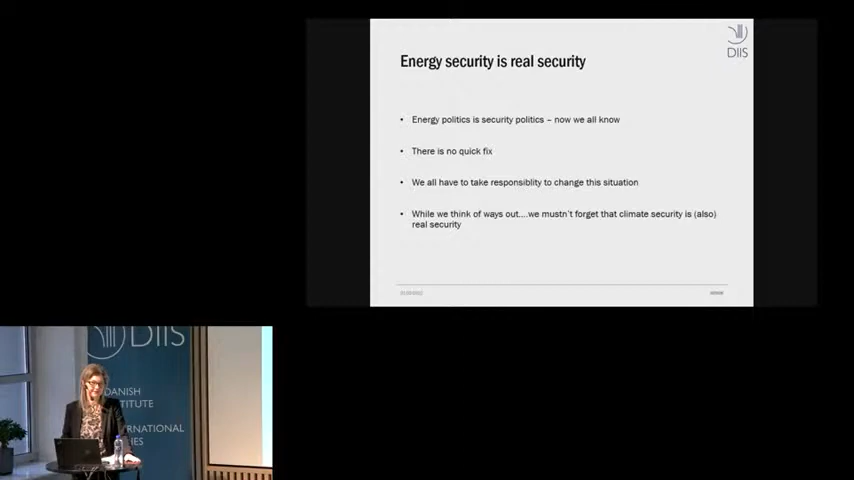 DIIS
Energy security is real security
• Energy politics is security politics – now we all know
• There is no quick fix
• We all have to take responsiblity to change this situation
• While we think of ways out....we mustn't forget that climate security is (also)
real security
DIIS
DANISH
INSTITUTE
INTERNATIONAL